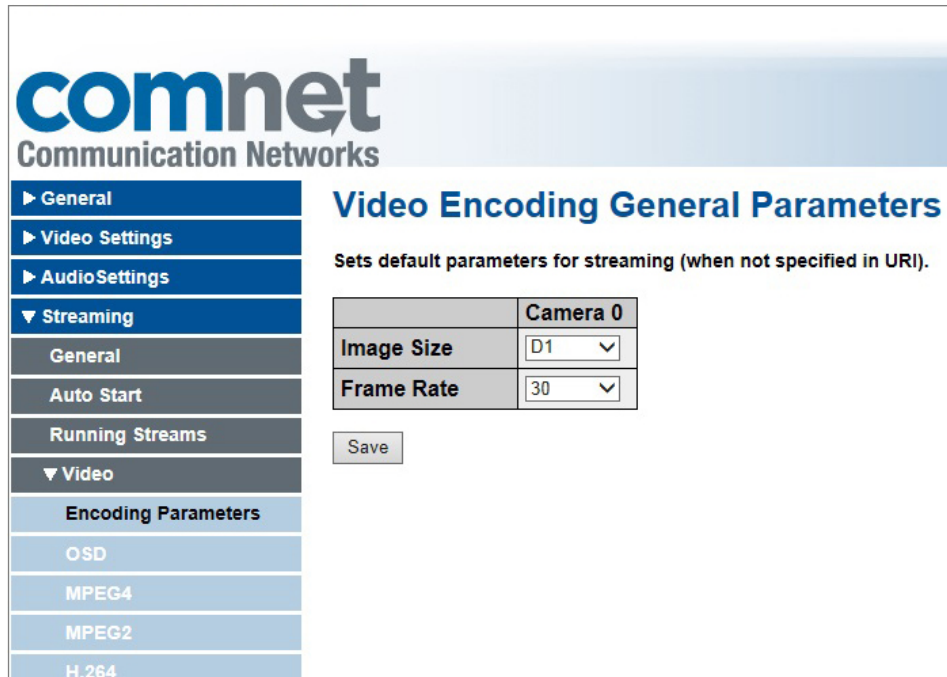 comnet
Communication Networks
▶ General
▶ Video Settings
▶ AudioSettings
▼ Streaming
General
Auto Start
Running Streams
▼ Video
Encoding Parameters
OSD
MPEG4
MPEG2
H.264
Video Encoding General Parameters
Sets default parameters for streaming (when not specified in URI).
Camera 0
Image Size D1
Frame Rate 30
Save